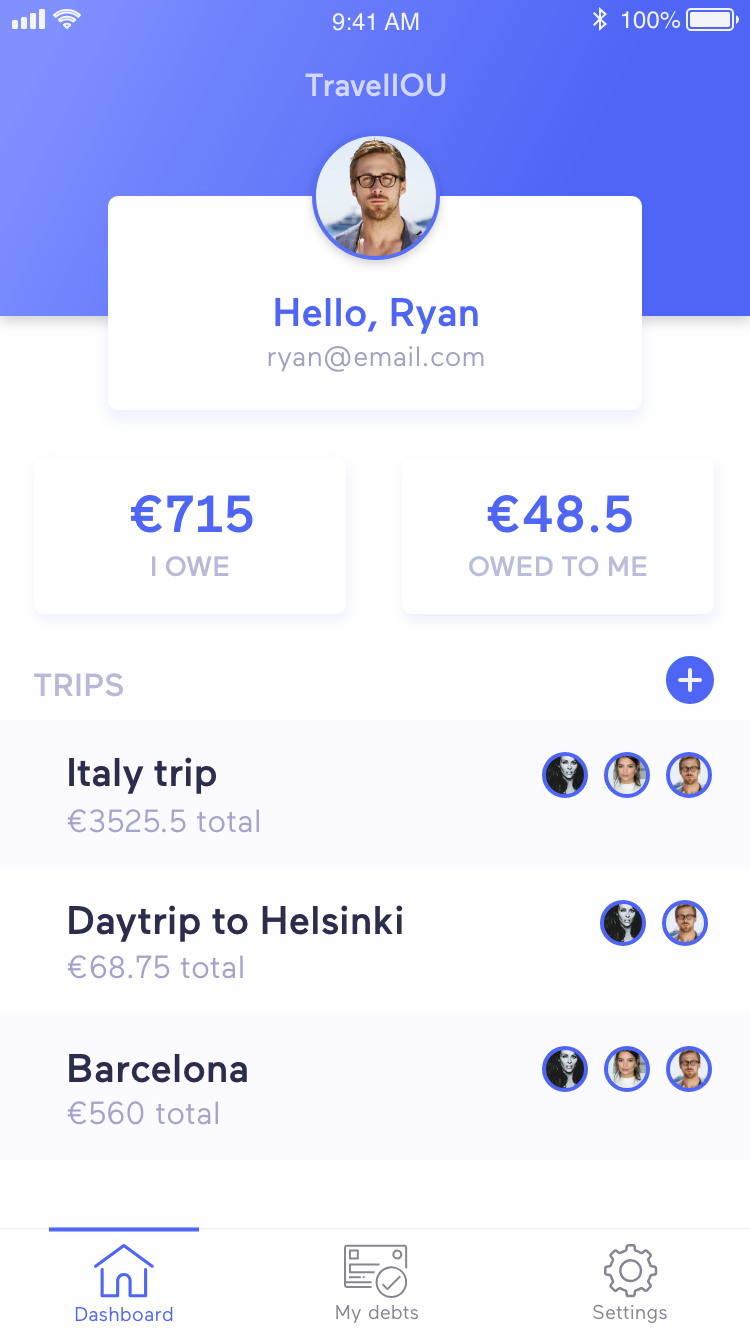 9:41 AM
100%
TravelIOU
Hello, Ryan
ryan@email.com
€715
€48.5
I OWE
OWED TO ME
TRIPS
Italy trip
€3525.5 total
Daytrip to Helsinki
€68.75 total
Barcelona
€560 total
Dashboard
My debts
Settings